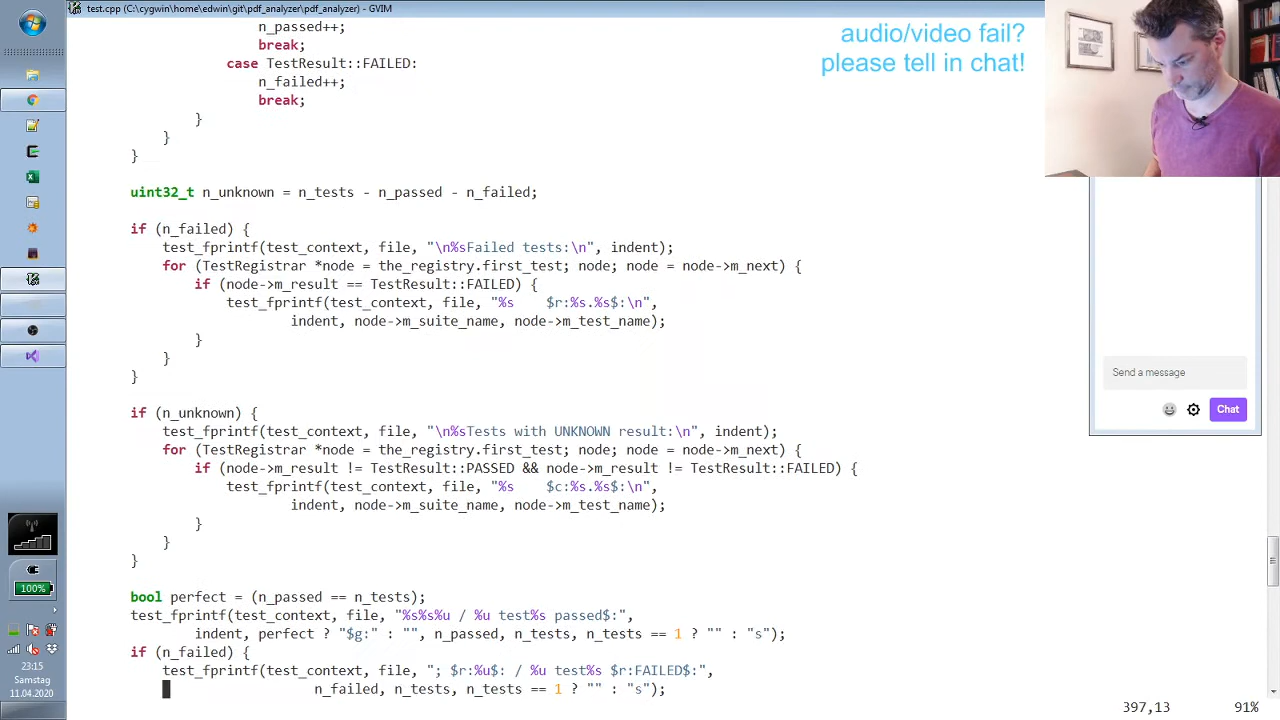 test.cpp (C:\cygwin\home\edwin\git\pdf_analyzer\pdf_analyzer) - GVIM
audio/video fail?
please tell in chat!
n_passed++;
break;
case TestResult::FAILED:
n_failed++;
break;
}
}
}
uint32_t n_unknown = n_tests - n_passed - n_failed;
if (n_failed) {
test_fprintf(test_context, file, "\n%sFailed tests:\n", indent);
for (TestRegistrar *node = the_registry.first_test; node; node = node->m_next) {
if (node->m_result == TestResult::FAILED) {
test_fprintf(test_context, file, "%s    $r:%s.%s$:\n",
indent, node->m_suite_name, node->m_test_name);
}
}
}
if (n_unknown) {
test_fprintf(test_context, file, "\n%sTests with UNKNOWN result:\n", indent);
for (TestRegistrar *node = the_registry.first_test; node; node = node->m_next) {
if (node->m_result != TestResult::PASSED && node->m_result != TestResult::FAILED) {
test_fprintf(test_context, file, "%s    $c:%s.%s$:\n",
indent, node->m_suite_name, node->m_test_name);
}
}
}
bool perfect = (n_passed == n_tests);
test_fprintf(test_context, file, "%s%s%u / %u test%s passed$:",
indent, perfect ? "$g:" : "", n_passed, n_tests, n_tests == 1 ? "" : "s");
if (n_failed) {
test_fprintf(test_context, file, "; $r:%u$: / %u test%s $r:FAILED$:",
n_failed, n_tests, n_tests == 1 ? "" : "s");
397,13
91%
Send a message
Chat
100%
23:15
Samstag
11.04.2020